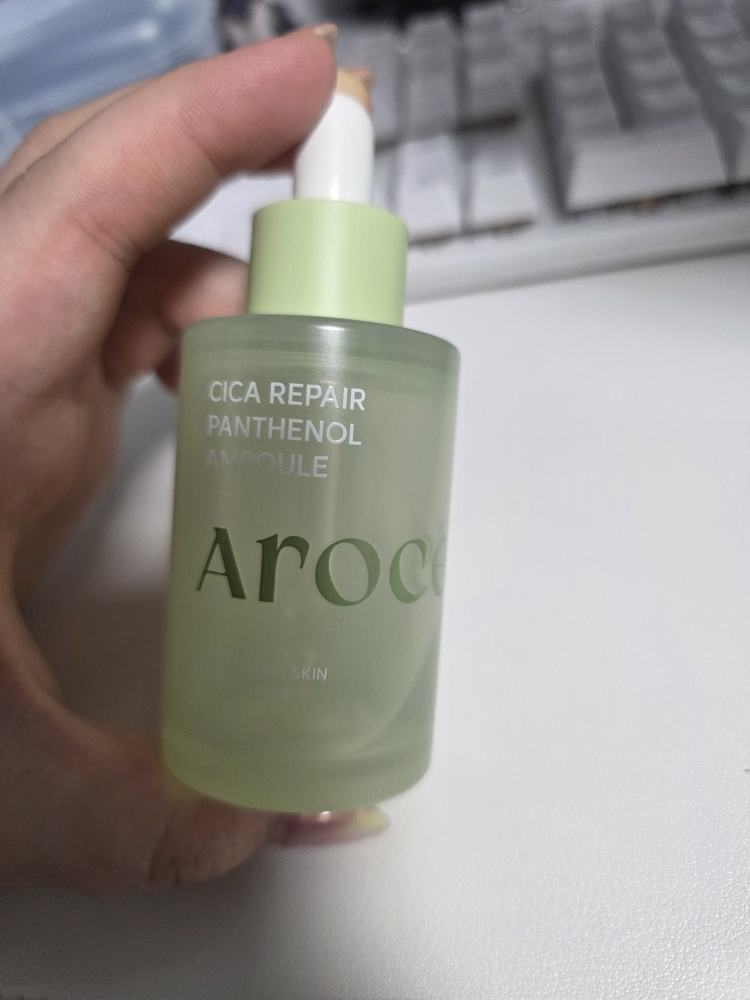 CICA REPAIR
PANTHENOL
AMPOULE
Aroce
SKIN